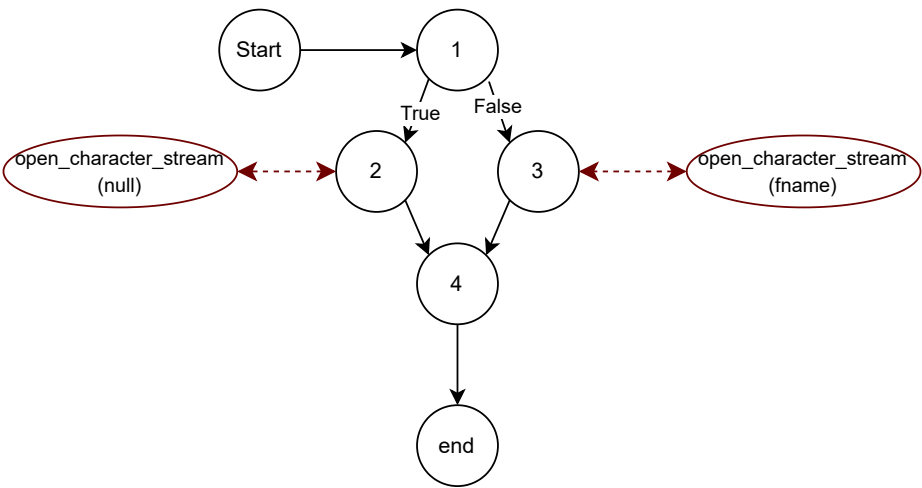 Start
1
True
False
open_character_stream
(null)
2
3
open_character_stream
(fname)
4
end